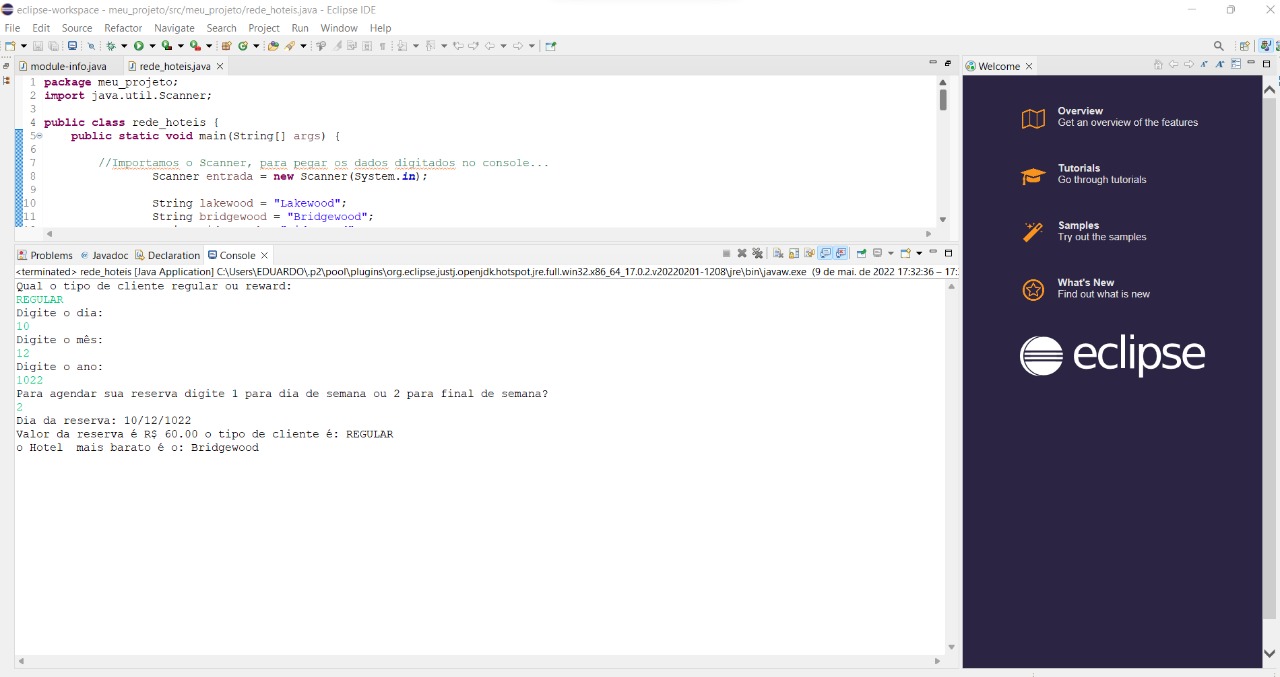 eclipse-workspace - meu_projeto/src/meu_projeto/rede_hoteis.java - Eclipse IDE
File Edit Source Refactor Navigate Search Project Run Window Help
module-info.java rede_hoteis.java
1 package meu_projeto;
2 import java.util.Scanner;
3
4 public class rede_hoteis {
5 public static void main(String[] args) {
6
7 //Importamos o Scanner, para pegar os dados digitados no console...
8 Scanner entrada = new Scanner(System.in);
9
10 String lakewood = "Lakewood";
11 String bridgewood = "Bridgewood";
Problems Javadoc Declaration Console
<terminated> rede_hoteis [Java Application] C:\Users\EDUARDO\.p2\pool\plugins\org.eclipse.justj.openjdk.hotspot.jre.full.win32.x86_64_17.0.2.v20220201-1208\jre\bin\javaw.exe (9 de mai. de 2022 17:32:36 – 17:
Qual o tipo de cliente regular ou reward:
REGULAR
Digite o dia:
10
Digite o mês:
12
Digite o ano:
1022
Para agendar sua reserva digite 1 para dia de semana ou 2 para final de semana?
2
Dia da reserva: 10/12/1022
Valor da reserva é R$ 60.00 o tipo de cliente é: REGULAR
o Hotel  mais barato é o: Bridgewood
Welcome
Overview
Get an overview of the features
Tutorials
Go through tutorials
Samples
Try out the samples
What's New
Find out what is new
eclipse